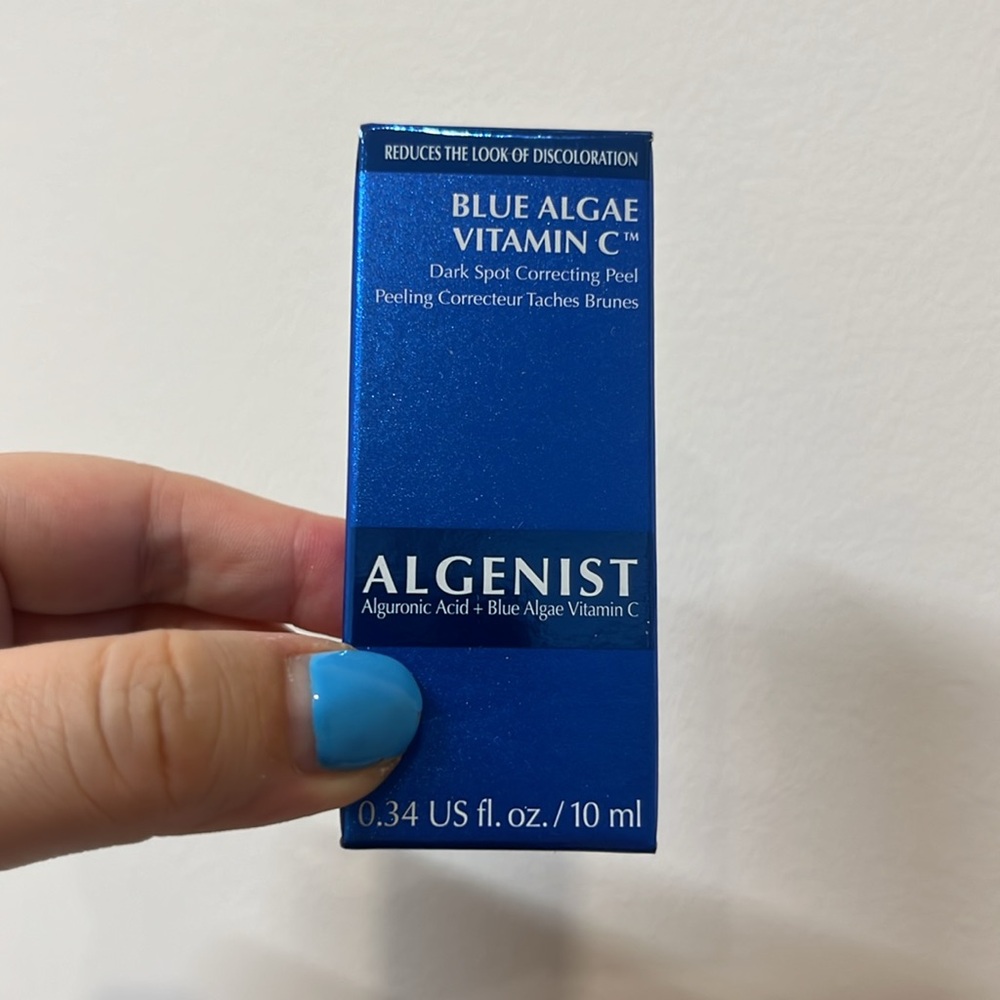 REDUCES THE LOOK OF DISCOLORATION
BLUE ALGAE
VITAMIN C™
Dark Spot Correcting Peel
Peeling Correcteur Taches Brunes
ALGENIST
Alguronic Acid + Blue Algae Vitamin C
0.34 US fl. oz. / 10 ml